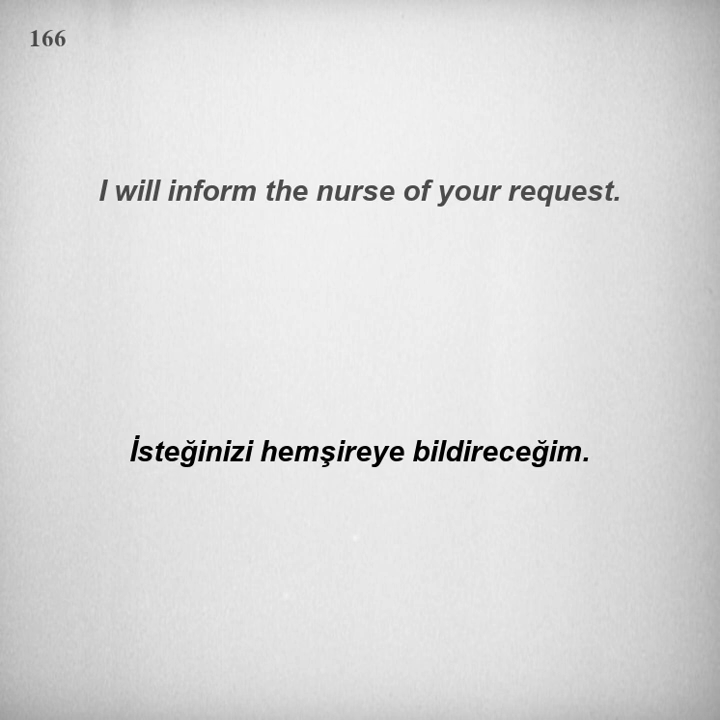 166
I will inform the nurse of your request.
İsteğinizi hemşireye bildireceğim.